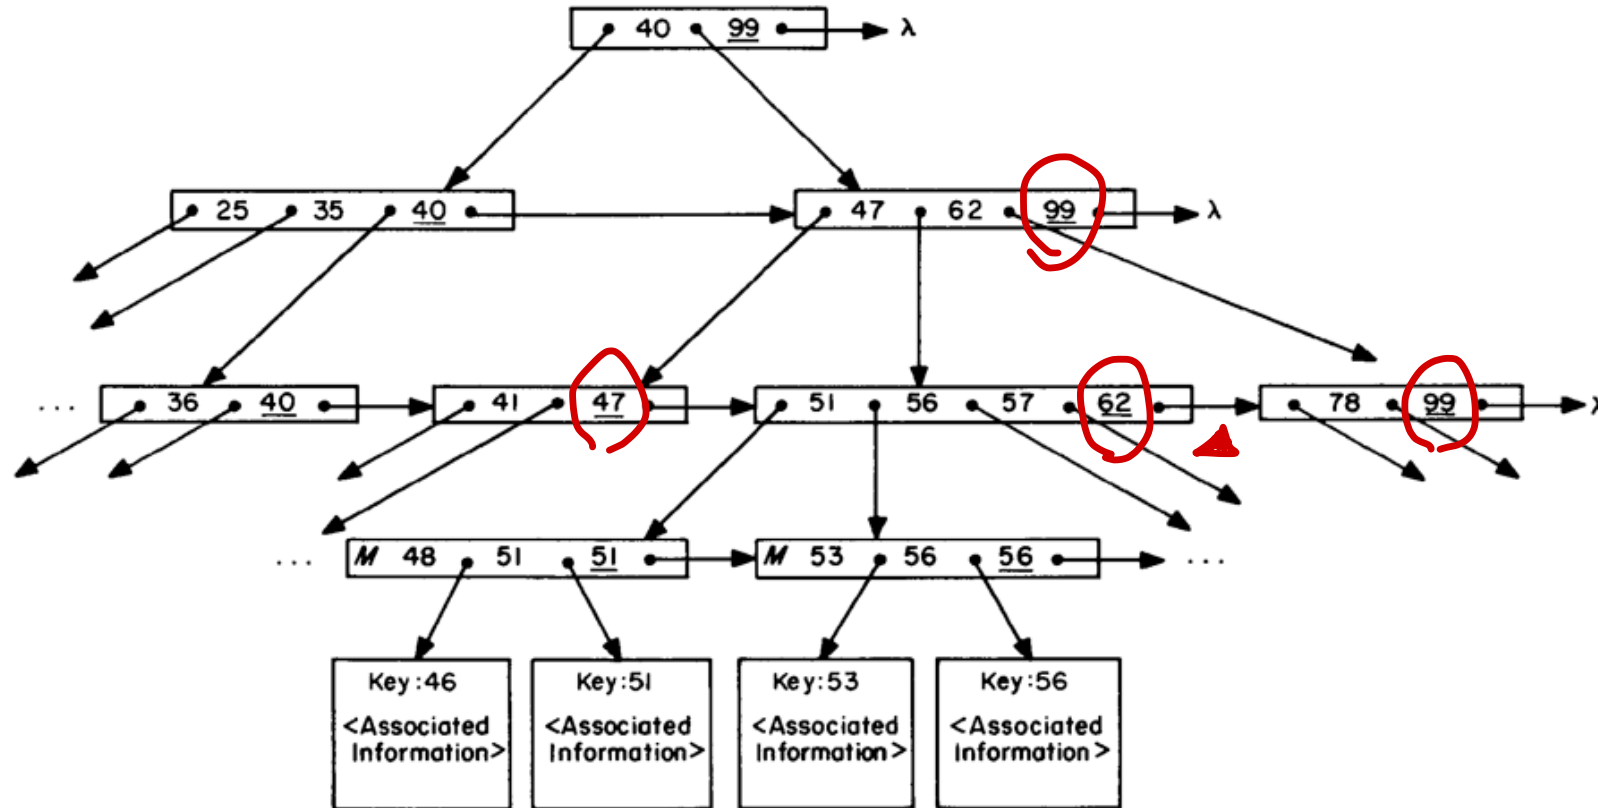 40 99 λ
25 35 40 47 62 99 λ
... 36 40 41 47 51 56 57 62 78 99 λ
... M 48 51 51 M 53 56 56 ...
Key:46 Key:51 Key:53 Key:56
<Associated <Associated <Associated <Associated
Information> Information> Information> Information>